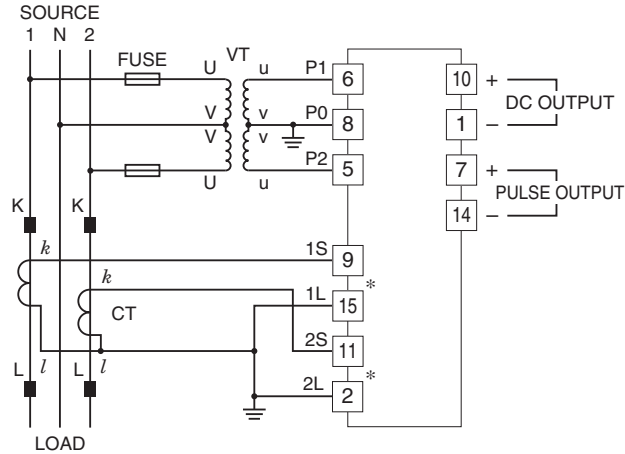 SOURCE
1 N 2
FUSE
VT
U u P1 6
V v P0 8
V v
U u P2 5
10 + DC OUTPUT
1 –
7 + PULSE OUTPUT
14 –
K K
k 1S 9
k 1L 15 *
CT
2S 11
L l L l 2L 2 *
LOAD